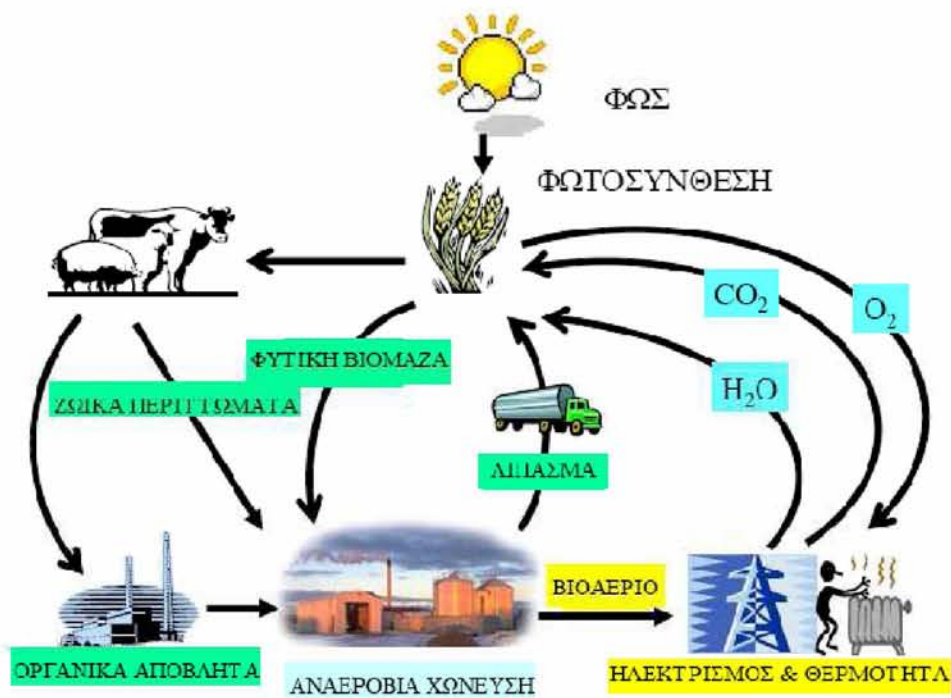 ΦΩΣ
ΦΩΤΟΣΥΝΘΕΣΗ
CO₂
O₂
ΦΥΤΙΚΗ ΒΙΟΜΑΖΑ
H₂O
ΖΩΙΚΑ ΠΕΡΙΤΤΩΜΑΤΑ
ΛΙΠΑΣΜΑ
ΒΙΟΑΕΡΙΟ
ΟΡΓΑΝΙΚΑ ΑΠΟΒΛΗΤΑ
ΑΝΑΕΡΟΒΙΑ ΧΩΝΕΥΣΗ
ΗΛΕΚΤΡΙΣΜΟΣ & ΘΕΡΜΟΤΗΤΑ